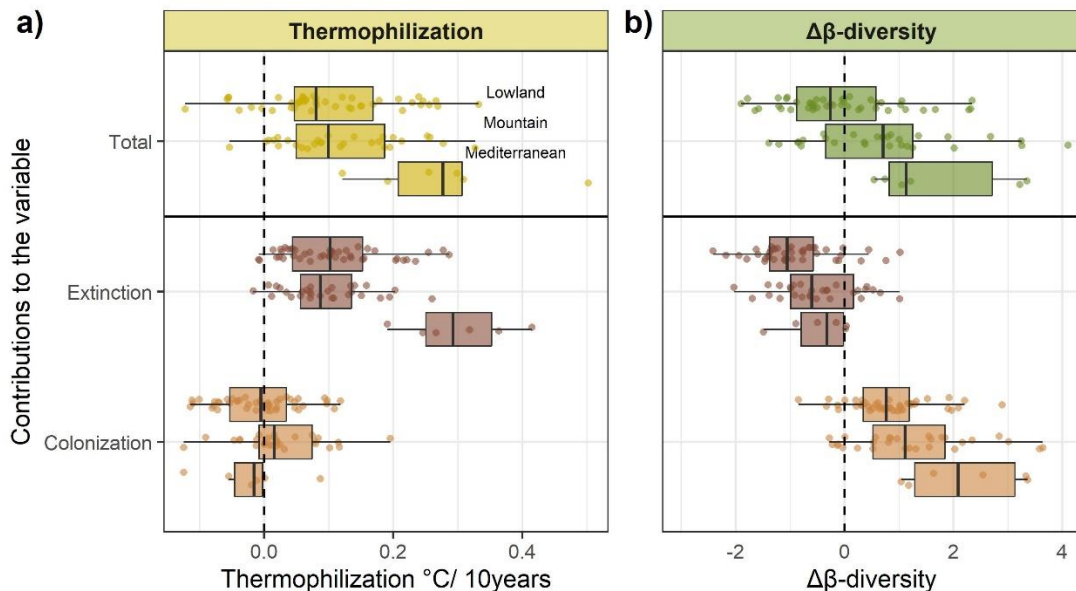 a)
Thermophilization
b)
Δβ-diversity
Contributions to the variable
Total
Extinction
Colonization
Lowland
Mountain
Mediterranean
0.0 0.2 0.4
Thermophilization °C/ 10years
-2 0 2 4
Δβ-diversity